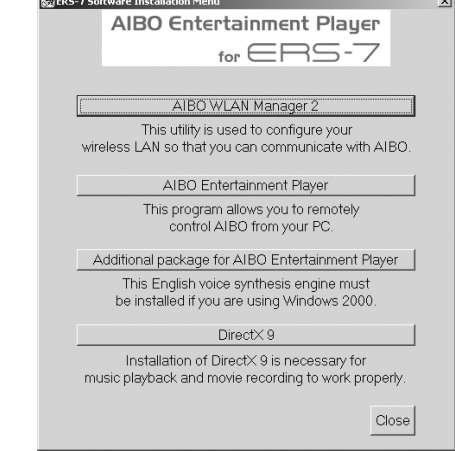 ERS-7 Software Installation Menu
AIBO Entertainment Player
for ERS-7
AIBO WLAN Manager 2
This utility is used to configure your
wireless LAN so that you can communicate with AIBO.
AIBO Entertainment Player
This program allows you to remotely
control AIBO from your PC.
Additional package for AIBO Entertainment Player
This English voice synthesis engine must
be installed if you are using Windows 2000.
DirectX 9
Installation of DirectX 9 is necessary for
music playback and movie recording to work properly.
Close